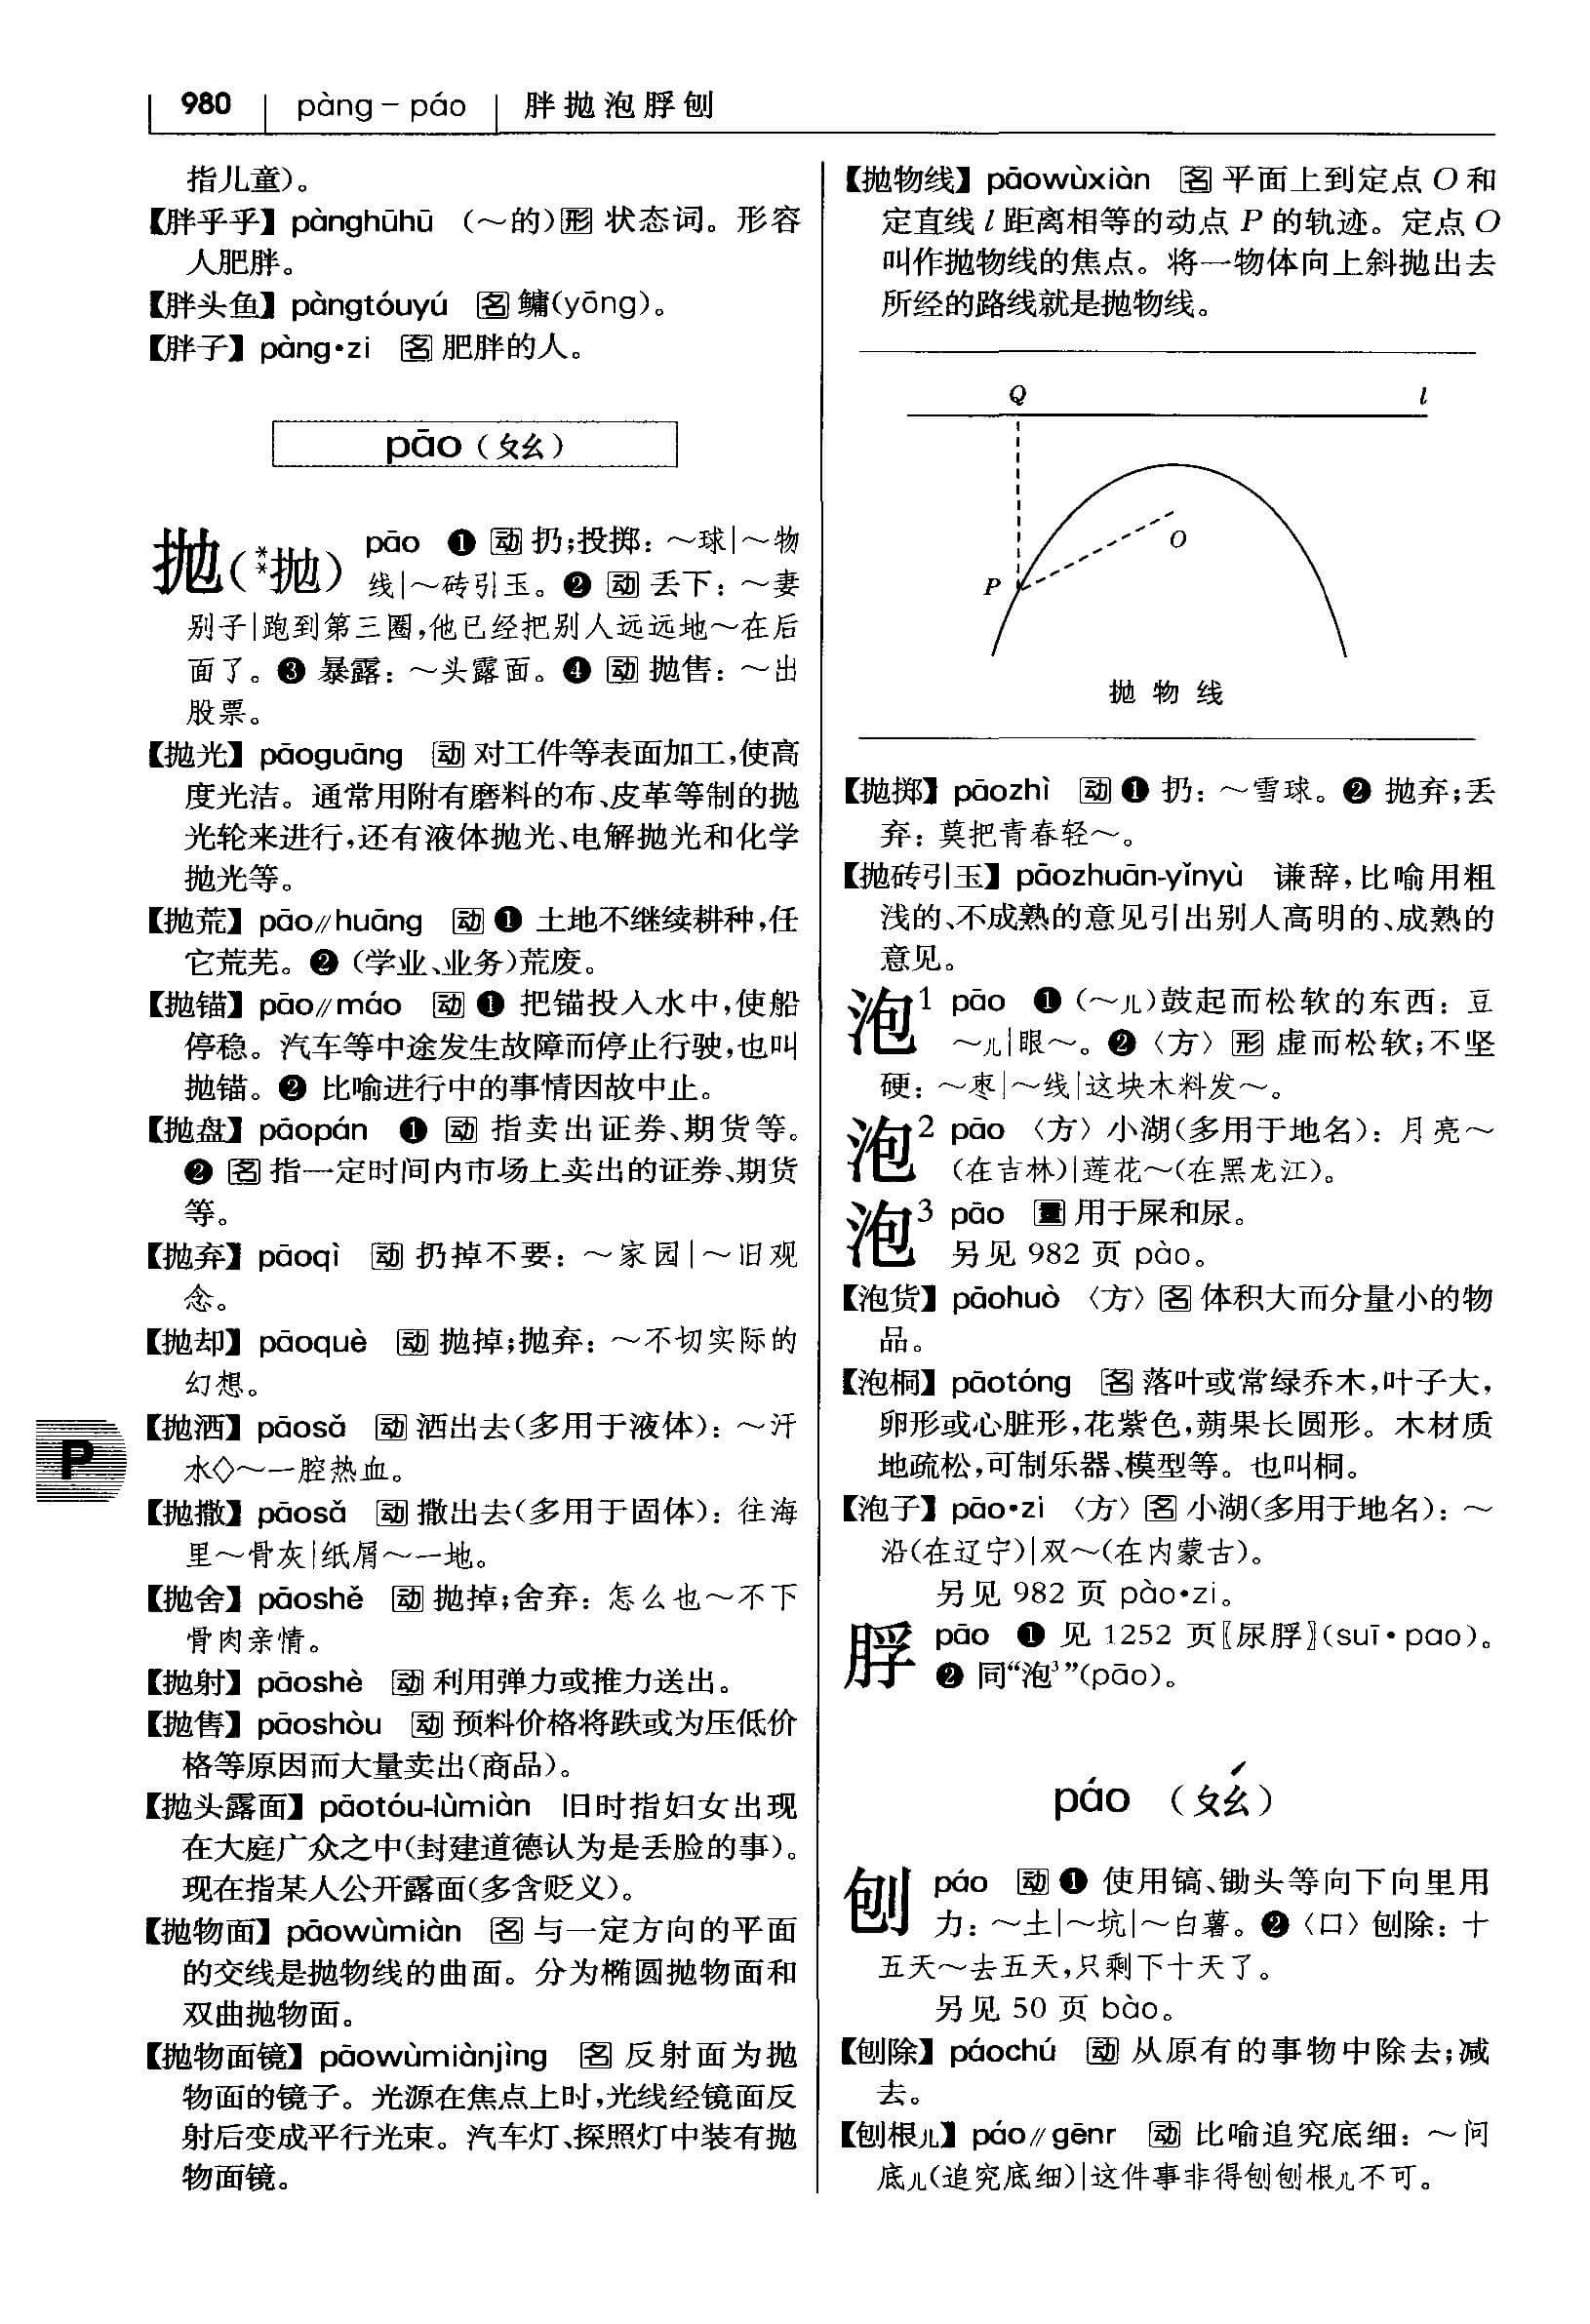 980 pàng – páo 胖抛泡脬刨
指儿童)。
【胖乎乎】pànghūhū (～的)形 状态词。形容
人肥胖。
【胖头鱼】pàngtóuyú 名 鳙(yōng)。
【胖子】pàng•zi 名 肥胖的人。
pāo (ㄆㄠ)
抛(**拋) pāo ❶ 动 扔;投掷：～球|～物
线|～砖引玉。❷ 动 丢下：～妻
别子|跑到第三圈,他已经把别人远远地～在后
面了。❸ 暴露：～头露面。❹ 动 抛售：～出
股票。
【抛光】pāoguāng 动 对工件等表面加工,使高
度光洁。通常用附有磨料的布、皮革等制的抛
光轮来进行,还有液体抛光、电解抛光和化学
抛光等。
【抛荒】pāo//huāng 动 ❶ 土地不继续耕种,任
它荒芜。❷ (学业、业务)荒废。
【抛锚】pāo//máo 动 ❶ 把锚投入水中,使船
停稳。汽车等中途发生故障而停止行驶,也叫
抛锚。❷ 比喻进行中的事情因故中止。
【抛盘】pāopán ❶ 动 指卖出证券、期货等。
❷ 名 指一定时间内市场上卖出的证券、期货
等。
【抛弃】pāoqì 动 扔掉不要：～家园|～旧观
念。
【抛却】pāoquè 动 抛掉;抛弃：～不切实际的
幻想。
【抛洒】pāosǎ 动 洒出去(多用于液体)：～汗
水◇～一腔热血。
【抛撒】pāosǎ 动 撒出去(多用于固体)：往海
里～骨灰|纸屑～一地。
【抛舍】pāoshě 动 抛掉;舍弃：怎么也～不下
骨肉亲情。
【抛射】pāoshè 动 利用弹力或推力送出。
【抛售】pāoshòu 动 预料价格将跌或为压低价
格等原因而大量卖出(商品)。
【抛头露面】pāotóu-lùmiàn 旧时指妇女出现
在大庭广众之中(封建道德认为是丢脸的事)。
现在指某人公开露面(多含贬义)。
【抛物面】pāowùmiàn 名 与一定方向的平面
的交线是抛物线的曲面。分为椭圆抛物面和
双曲抛物面。
【抛物面镜】pāowùmiànjìng 名 反射面为抛
物面的镜子。光源在焦点上时,光线经镜面反
射后变成平行光束。汽车灯、探照灯中装有抛
物面镜。
P
【抛物线】pāowùxiàn 名 平面上到定点 O 和
定直线 l 距离相等的动点 P 的轨迹。定点 O
叫作抛物线的焦点。将一物体向上斜抛出去
所经的路线就是抛物线。
Q l
O
P
抛物线
【抛掷】pāozhì 动 ❶ 扔：～雪球。❷ 抛弃;丢
弃：莫把青春轻～。
【抛砖引玉】pāozhuān-yǐnyù 谦辞,比喻用粗
浅的、不成熟的意见引出别人高明的、成熟的
意见。
泡1 pāo ❶ (～儿)鼓起而松软的东西：豆
～儿|眼～。❷〈方〉形 虚而松软;不坚
硬：～枣|～线|这块木料发～。
泡2 pāo〈方〉小湖(多用于地名)：月亮～
(在吉林)|莲花～(在黑龙江)。
泡3 pāo 量 用于屎和尿。
另见 982 页 pào。
【泡货】pāohuò〈方〉名 体积大而分量小的物
品。
【泡桐】pāotóng 名 落叶或常绿乔木,叶子大,
卵形或心脏形,花紫色,蒴果长圆形。木材质
地疏松,可制乐器、模型等。也叫桐。
【泡子】pāo•zi〈方〉名 小湖(多用于地名)：～
沿(在辽宁)|双～(在内蒙古)。
另见 982 页 pào•zi。
脬 pāo ❶ 见 1252 页〖尿脬〗(suī•pao)。
❷ 同“泡³”(pāo)。
páo (ㄆㄠˊ)
刨 páo 动 ❶ 使用镐、锄头等向下向里用
力：～土|～坑|～白薯。❷〈口〉刨除：十
五天～去五天,只剩下十天了。
另见 50 页 bào。
【刨除】páochú 动 从原有的事物中除去;减
去。
【刨根儿】páo//gēnr 动 比喻追究底细：～问
底儿(追究底细)|这件事非得刨刨根儿不可。